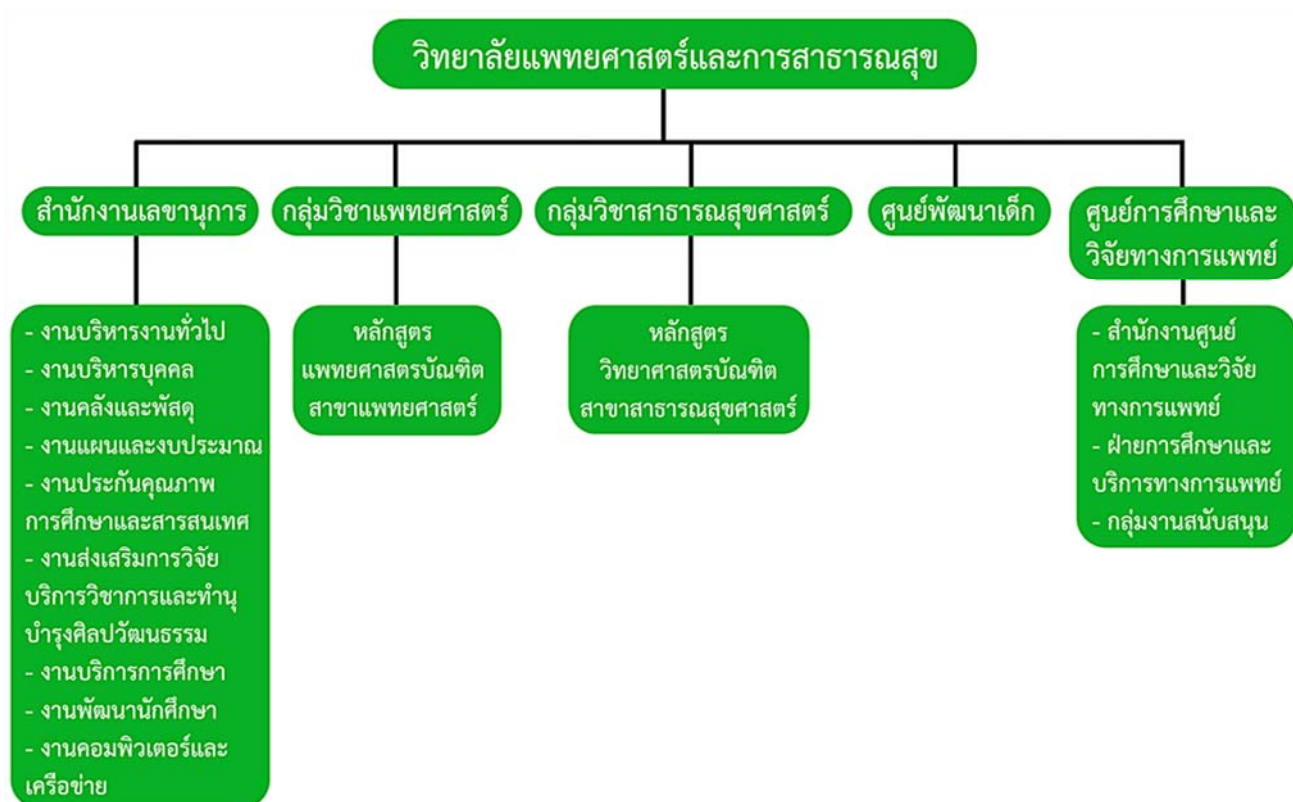 วิทยาลัยแพทยศาสตร์และการสาธารณสุข
สำนักงานเลขานุการ
กลุ่มวิชาแพทยศาสตร์
กลุ่มวิชาสาธารณสุขศาสตร์
ศูนย์พัฒนาเด็ก
ศูนย์การศึกษาและ
วิจัยทางการแพทย์
- งานบริหารงานทั่วไป
- งานบริหารบุคคล
- งานคลังและพัสดุ
- งานแผนและงบประมาณ
- งานประกันคุณภาพ
การศึกษาและสารสนเทศ
- งานส่งเสริมการวิจัย
บริการวิชาการและทำนุ
บำรุงศิลปวัฒนธรรม
- งานบริการการศึกษา
- งานพัฒนานักศึกษา
- งานคอมพิวเตอร์และ
เครือข่าย
หลักสูตร
แพทยศาสตรบัณฑิต
สาขาแพทยศาสตร์
หลักสูตร
วิทยาศาสตรบัณฑิต
สาขาสาธารณสุขศาสตร์
- สำนักงานศูนย์
การศึกษาและวิจัย
ทางการแพทย์
- ฝ่ายการศึกษาและ
บริการทางการแพทย์
- กลุ่มงานสนับสนุน